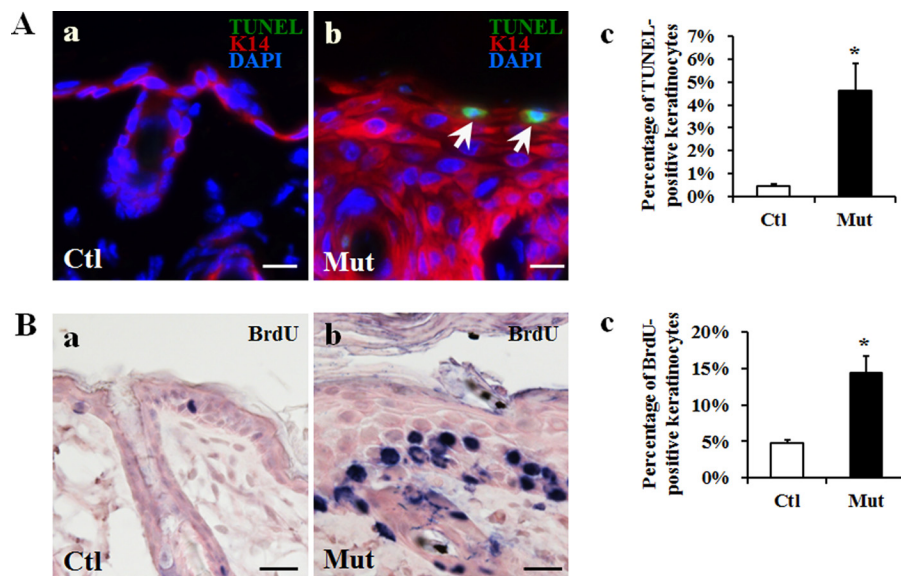 A
a
TUNEL
K14
DAPI
Ctl
b
TUNEL
K14
DAPI
Mut
c
Percentage of TUNEL-
positive keratinocytes
7%
6%
5%
4%
3%
2%
1%
0%
*
Ctl
Mut
B
a
BrdU
Ctl
b
BrdU
Mut
c
Percentage of BrdU-
positive keratinocytes
20%
15%
10%
5%
0%
*
Ctl
Mut